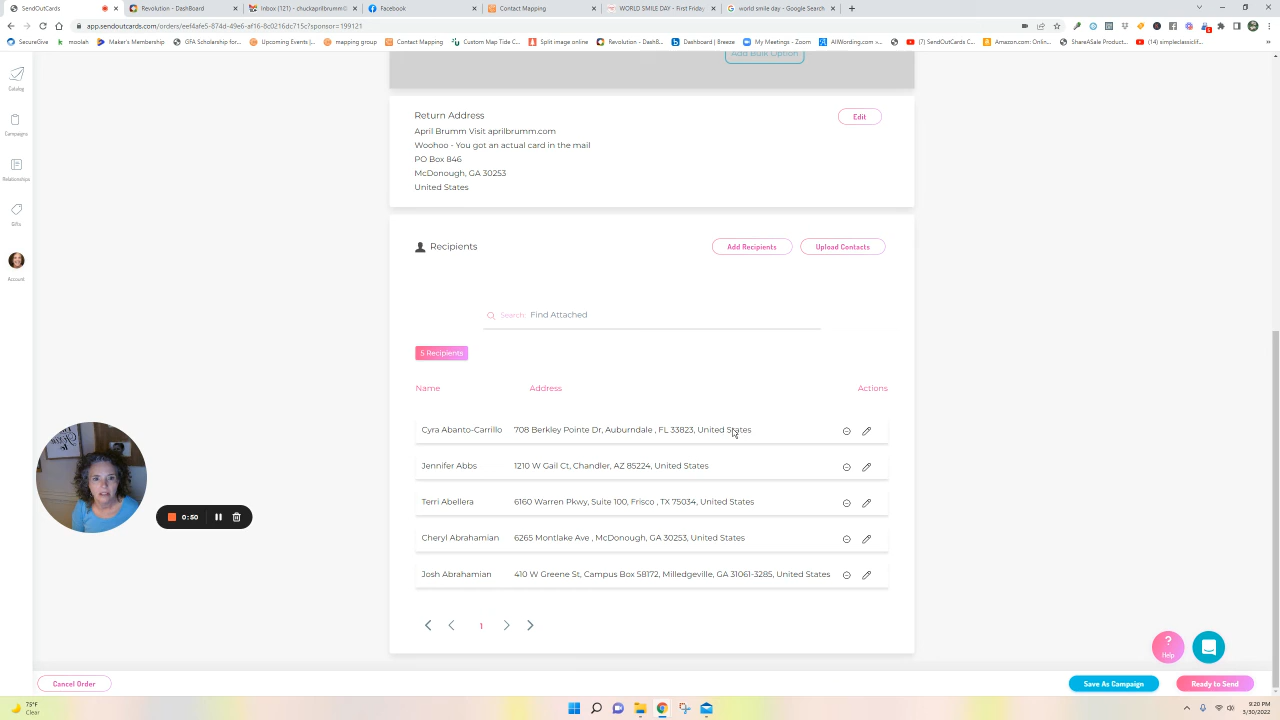 SendOutCards
Revolution - DashBoard
Inbox (121) - chuckaprilbrumm@
Facebook
Contact Mapping
WORLD SMILE DAY - First Friday
world smile day - Google Search
app.sendoutcards.com/orders/eef4afe5-874d-49e6-af16-8c0216dc715c?sponsor=199121
SecureGive
moolah
Maker's Membership
GFA Scholarship for...
Upcoming Events |...
mapping group
Contact Mappi...
Custom Map Tide C...
Split image online
Revolution - DashB...
Dashboard | Breeze
My Meetings - Zoom
AIWording.com »...
(7) SendOutCards C...
Amazon.com: Onlin...
ShareASale Product...
(14) simpleclassiclif...
Catalog
Campaigns
Relationships
Gifts
Account
Add Bulk Option
Return Address
Edit
April Brumm Visit aprilbrumm.com
Woohoo - You got an actual card in the mail
PO Box 846
McDonough, GA 30253
United States
Recipients
Add Recipients
Upload Contacts
Search:
Find Attached
5 Recipients
Name Address Actions
Cyra Abanto-Carrillo 708 Berkley Pointe Dr, Auburndale , FL 33823, United States
Jennifer Abbs 1210 W Gail Ct, Chandler, AZ 85224, United States
Terri Abellera 6160 Warren Pkwy, Suite 100, Frisco , TX 75034, United States
Cheryl Abrahamian 6265 Montlake Ave , McDonough, GA 30253, United States
Josh Abrahamian 410 W Greene St, Campus Box 58172, Milledgeville, GA 31061-3285, United States
1
0:50
Help
Cancel Order
Save As Campaign
Ready to Send
75°F
Clear
9:20 PM
5/30/2022